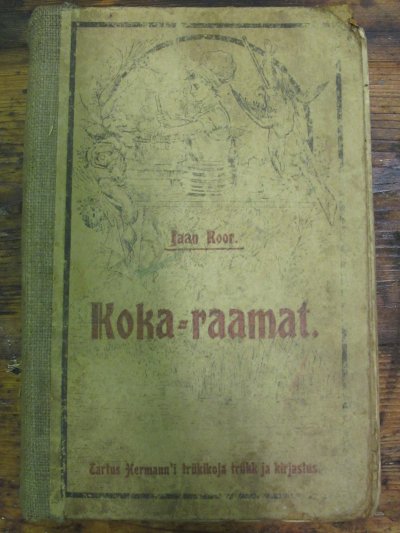 Jaan Koor.
Koka-raamat.
Tartus Hermann'i trükikoja trükk ja kirjastus.